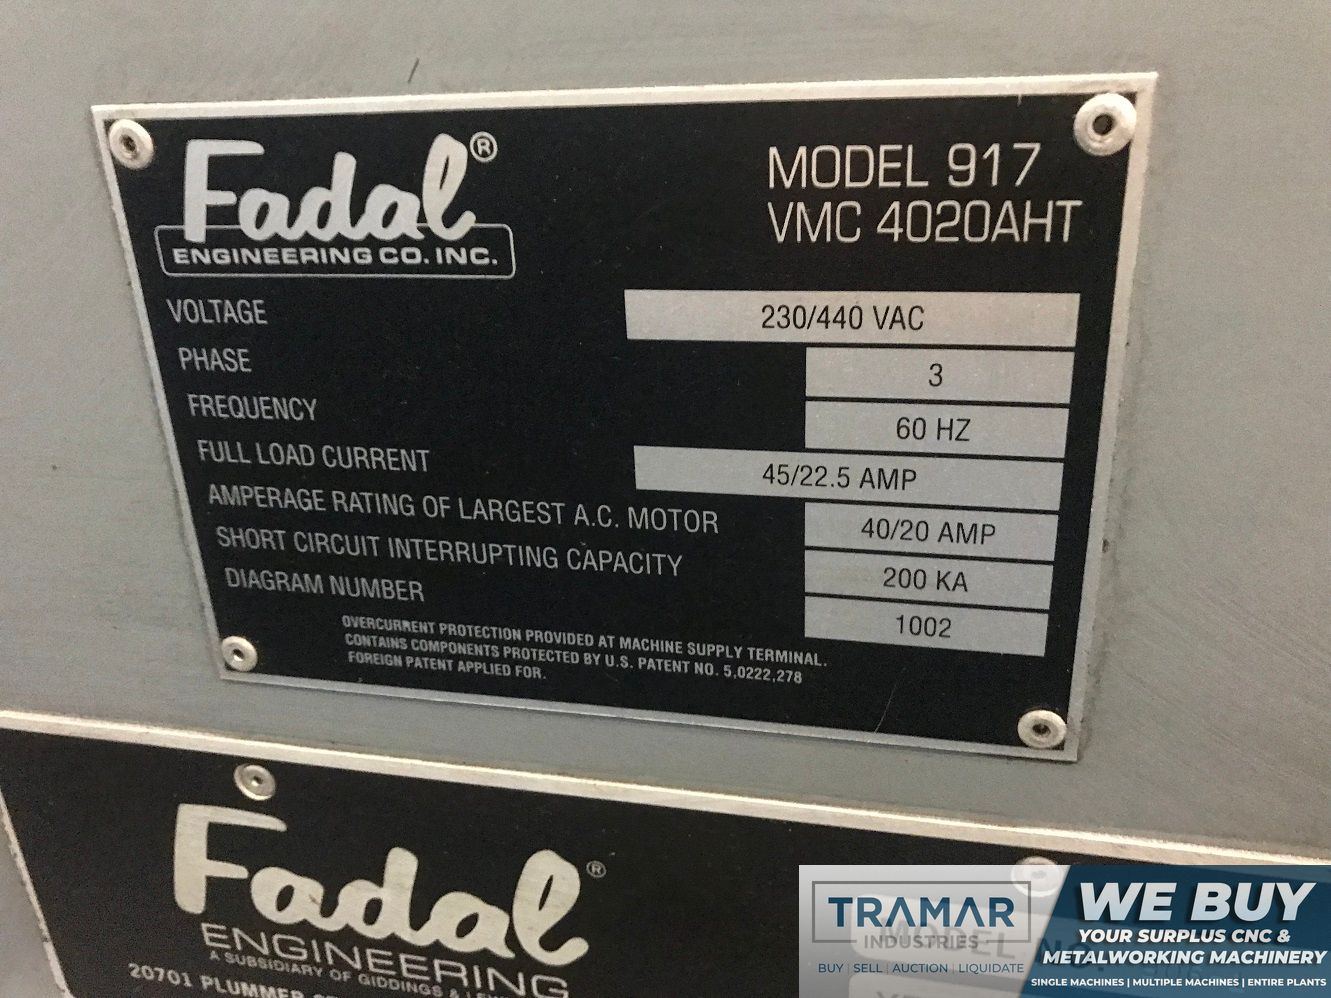 Fadal®
ENGINEERING CO. INC.
MODEL 917
VMC 4020AHT
VOLTAGE 230/440 VAC
PHASE 3
FREQUENCY 60 HZ
FULL LOAD CURRENT 45/22.5 AMP
AMPERAGE RATING OF LARGEST A.C. MOTOR 40/20 AMP
SHORT CIRCUIT INTERRUPTING CAPACITY 200 KA
DIAGRAM NUMBER 1002
OVERCURRENT PROTECTION PROVIDED AT MACHINE SUPPLY TERMINAL.
CONTAINS COMPONENTS PROTECTED BY U.S. PATENT NO. 5,0222,278
FOREIGN PATENT APPLIED FOR.
Fadal®
ENGINEERING
A SUBSIDIARY OF GIDDINGS &
20701 PLUMMER
MODEL NO.
TRAMAR
INDUSTRIES
BUY | SELL | AUCTION | LIQUIDATE
WE BUY
YOUR SURPLUS CNC &
METALWORKING MACHINERY
SINGLE MACHINES | MULTIPLE MACHINES | ENTIRE PLANTS